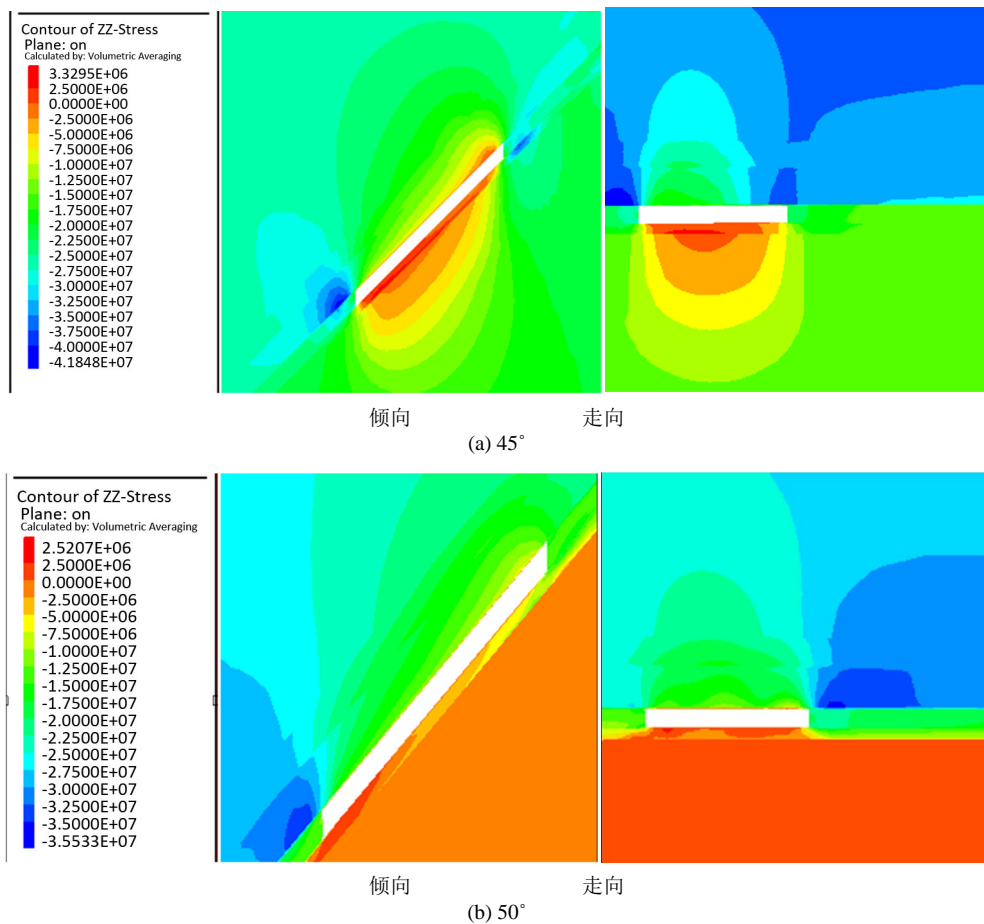 Contour of ZZ-Stress
Plane: on
Calculated by: Volumetric Averaging
3.3295E+06
2.5000E+06
0.0000E+00
-2.5000E+06
-5.0000E+06
-7.5000E+06
-1.0000E+07
-1.2500E+07
-1.5000E+07
-1.7500E+07
-2.0000E+07
-2.2500E+07
-2.5000E+07
-2.7500E+07
-3.0000E+07
-3.2500E+07
-3.5000E+07
-3.7500E+07
-4.0000E+07
-4.1848E+07
倾向 走向
(a) 45°
Contour of ZZ-Stress
Plane: on
Calculated by: Volumetric Averaging
2.5207E+06
2.5000E+06
0.0000E+00
-2.5000E+06
-5.0000E+06
-7.5000E+06
-1.0000E+07
-1.2500E+07
-1.5000E+07
-1.7500E+07
-2.0000E+07
-2.2500E+07
-2.5000E+07
-2.7500E+07
-3.0000E+07
-3.2500E+07
-3.5000E+07
-3.5533E+07
倾向 走向
(b) 50°